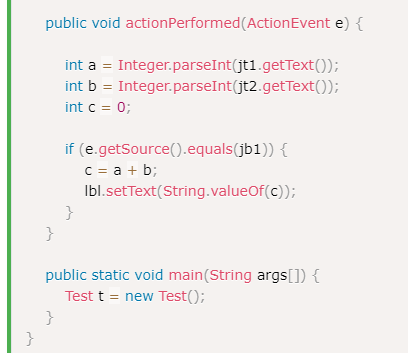 public void actionPerformed(ActionEvent e) {
int a = Integer.parseInt(jt1.getText());
int b = Integer.parseInt(jt2.getText());
int c = 0;
if (e.getSource().equals(jb1)) {
c = a + b;
lbl.setText(String.valueOf(c));
}
}
public static void main(String args[]) {
Test t = new Test();
}
}